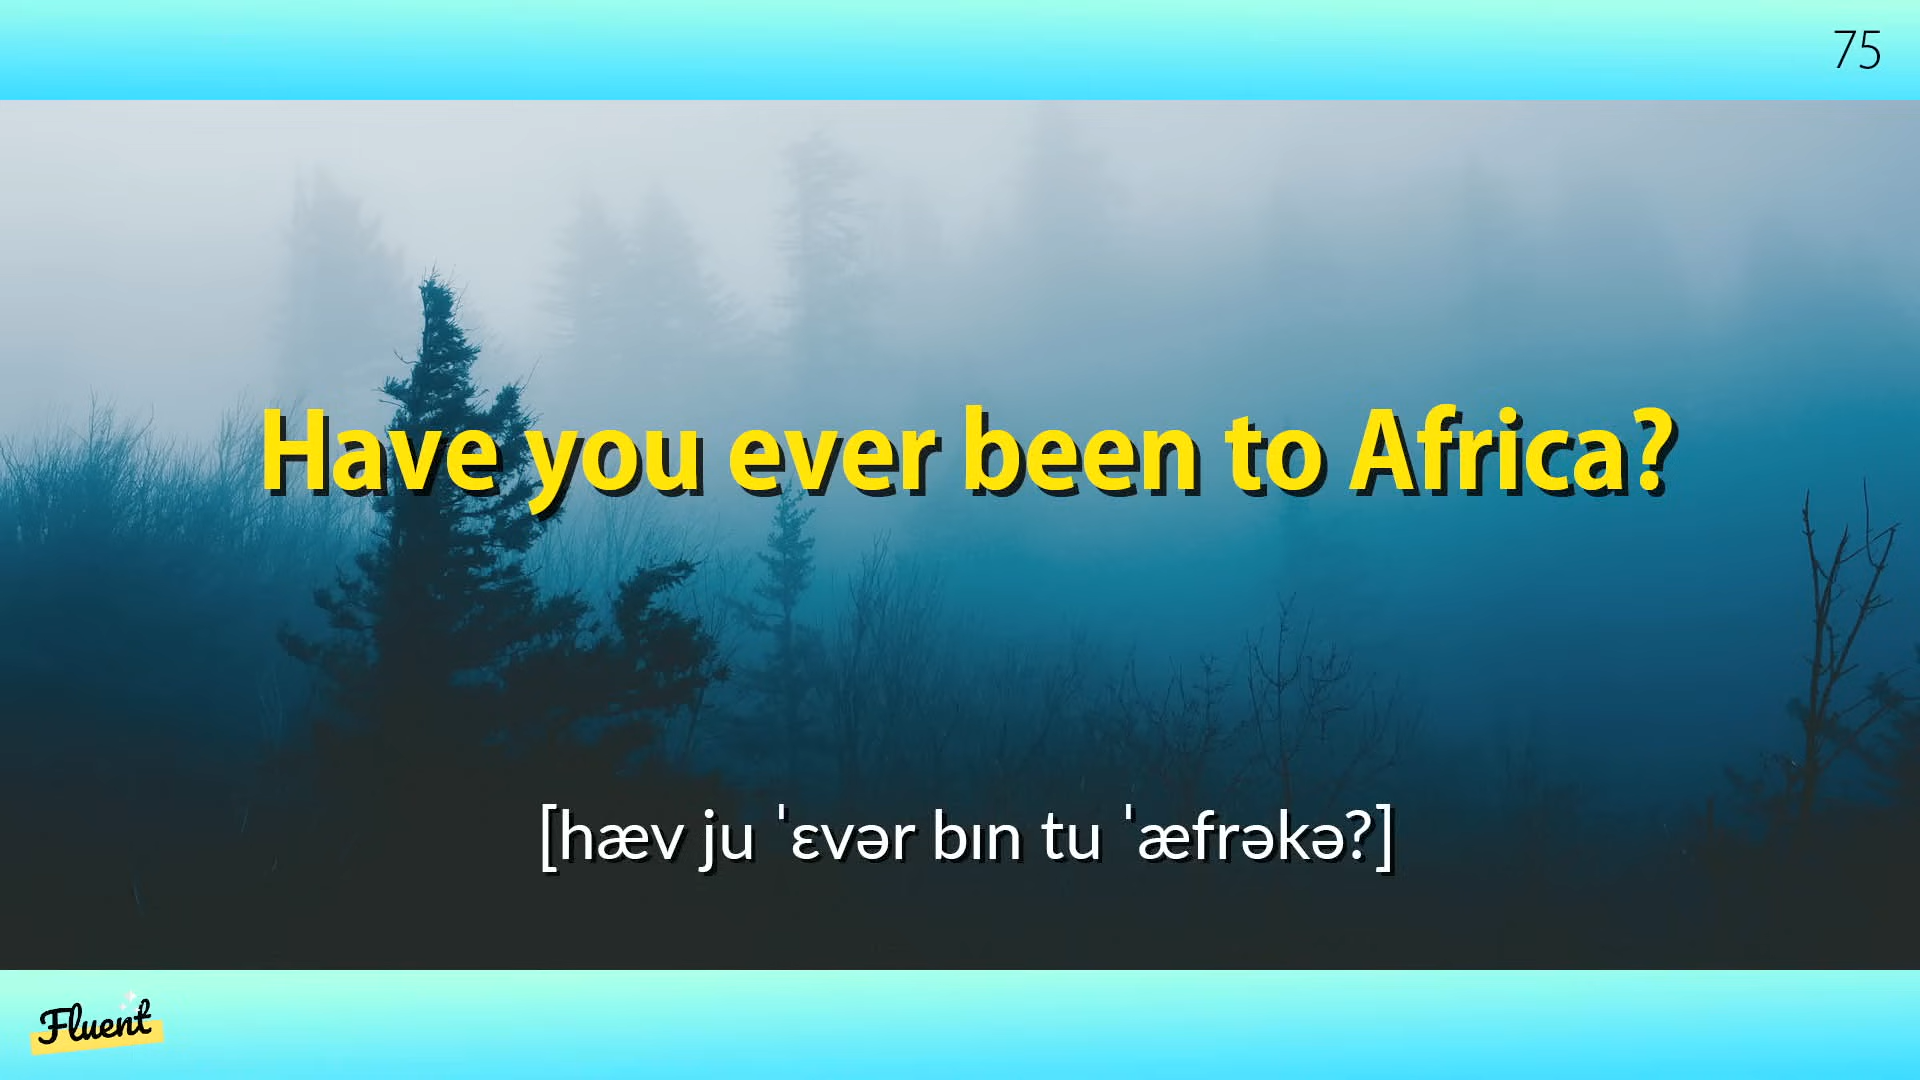 75
Have you ever been to Africa?
[hæv ju ˈɛvər bɪn tu ˈæfrəkə?]
Fluent